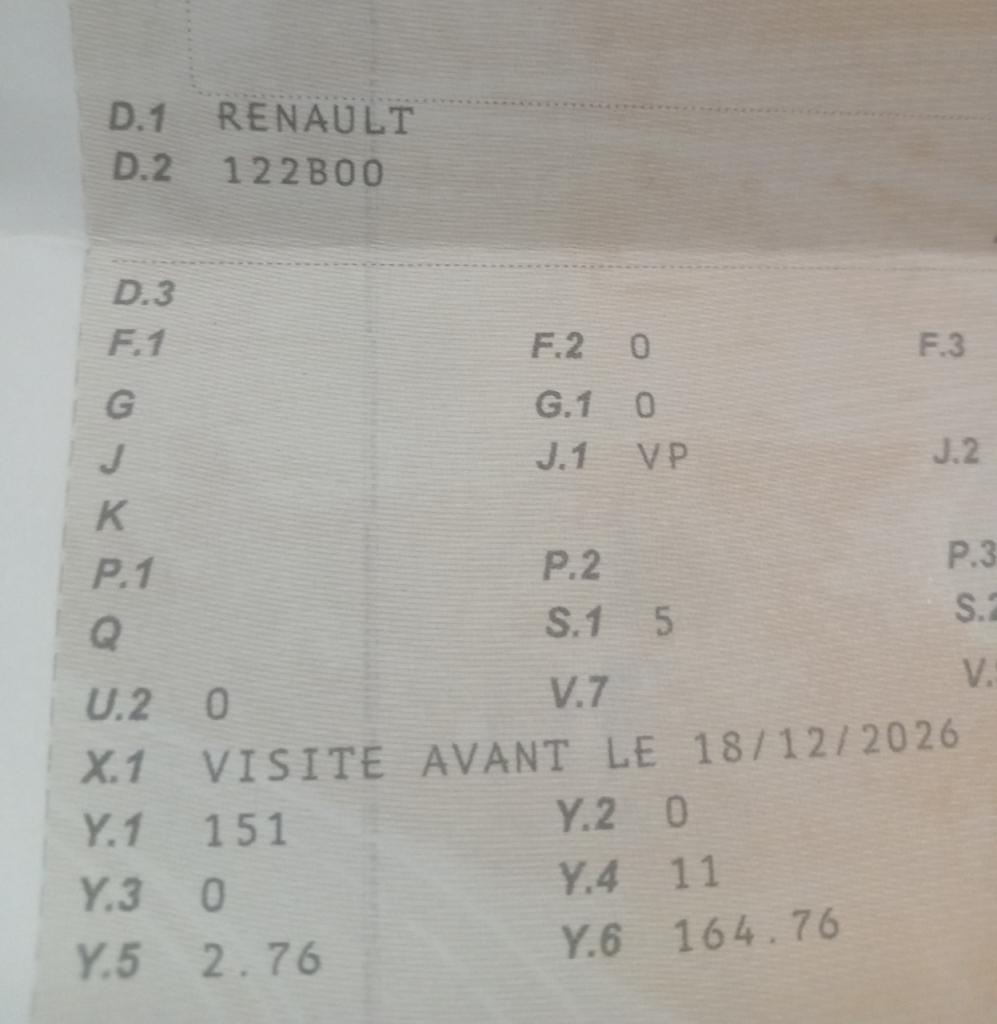 D.1 RENAULT
D.2 122B00
D.3
F.1 F.2 0 F.3
G G.1 0
J J.1 VP J.2
K
P.1 P.2 P.3
Q S.1 5 S.2
U.2 0 V.7 V.
X.1 VISITE AVANT LE 18/12/2026
Y.1 151 Y.2 0
Y.3 0 Y.4 11
Y.5 2.76 Y.6 164.76